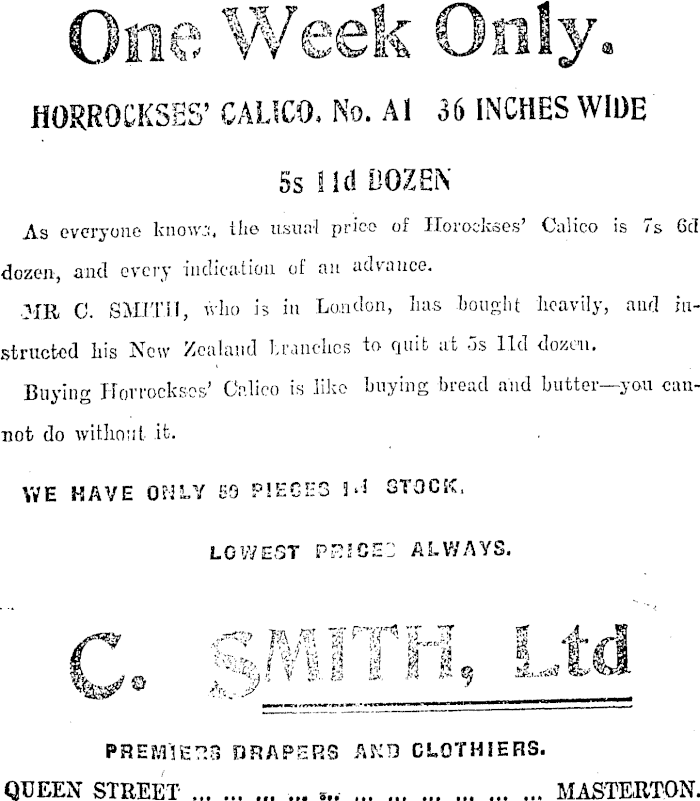 One Week Only.
HORROCKSES' CALICO, No. A1 36 INCHES WIDE
5s 11d DOZEN
As everyone knows, the usual price of Horockses' Calico is 7s 6d
dozen, and every indication of an advance.
MR C. SMITH, who is in London, has bought heavily, and in-
structed his New Zealand branches to quit at 5s 11d dozen.
Buying Horrockses' Calico is like buying bread and butter—you can-
not do without it.
WE HAVE ONLY 50 PIECES IN STOCK.
LOWEST PRICES ALWAYS.
C. SMITH, Ltd
PREMIERS DRAPERS AND CLOTHIERS.
QUEEN STREET ... ... ... ... ... ... ... ... ... ... ... MASTERTON.